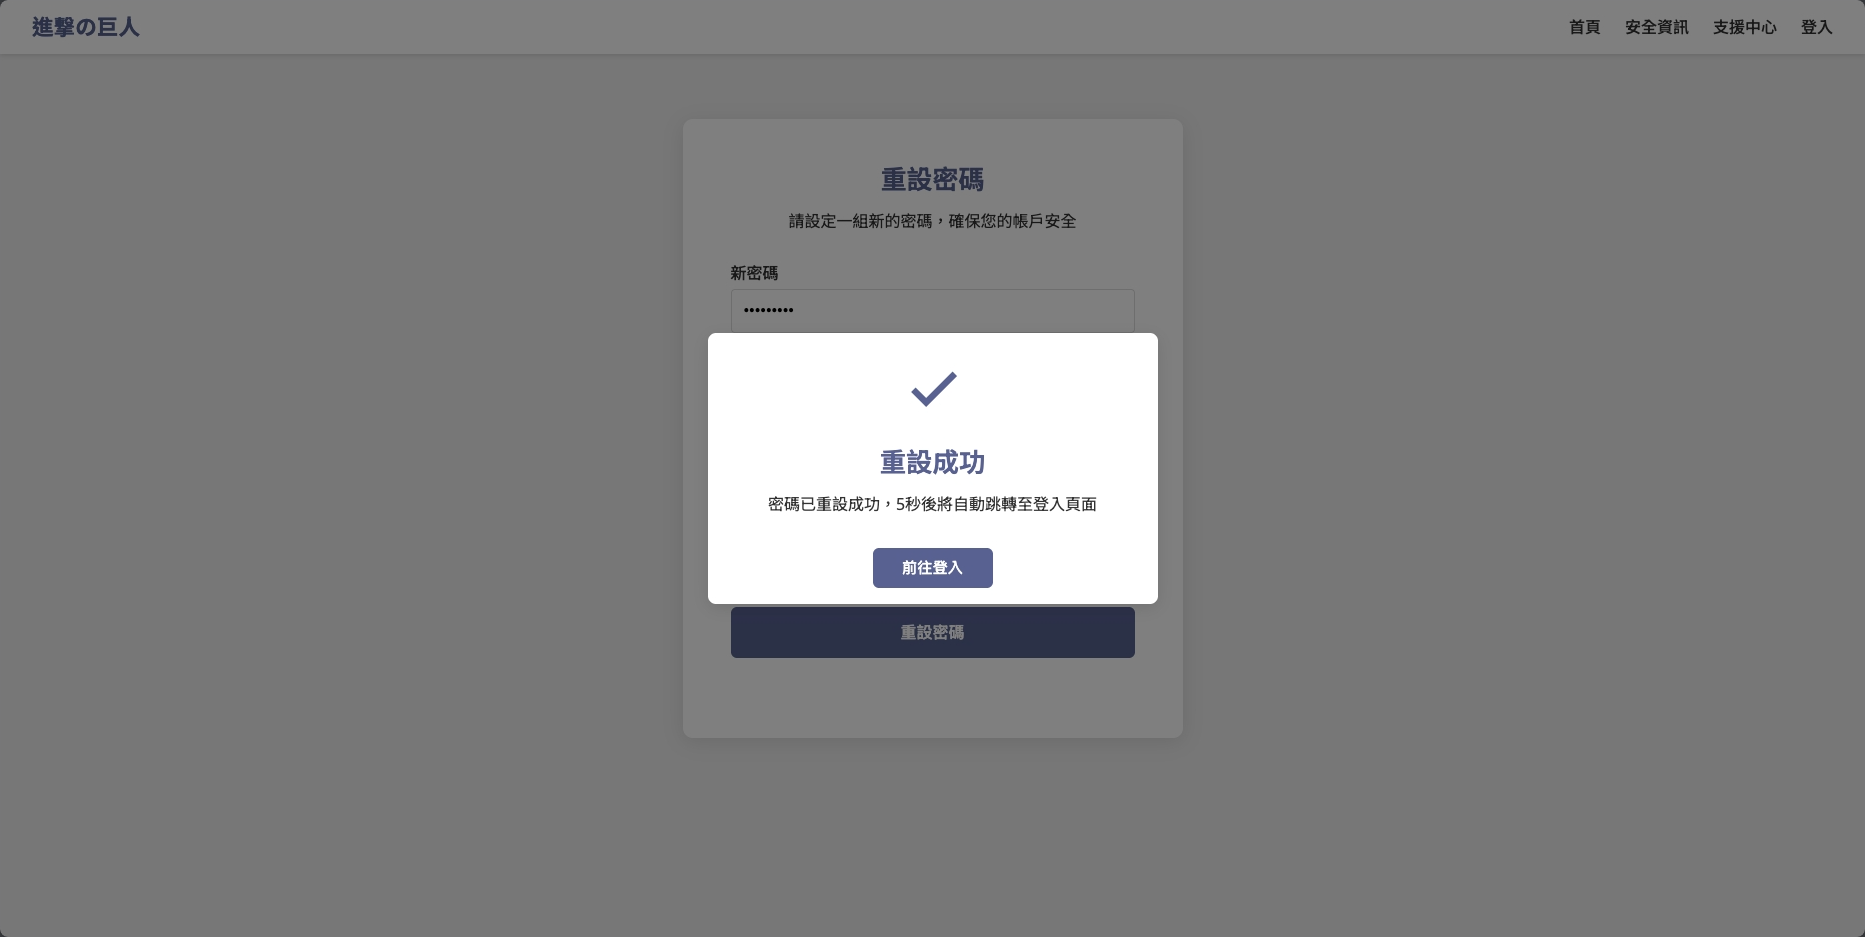 進撃の巨人
首頁 安全資訊 支援中心 登入
重設密碼
請設定一組新的密碼，確保您的帳戶安全
新密碼
•••••••••
重設成功
密碼已重設成功，5秒後將自動跳轉至登入頁面
前往登入
重設密碼